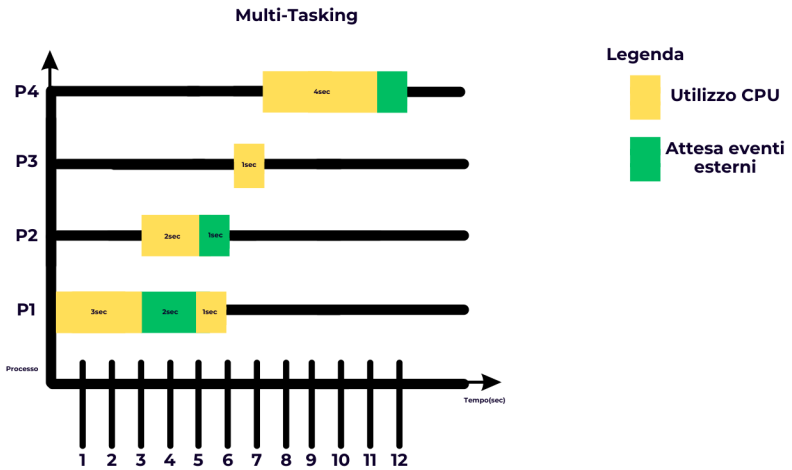 Multi-Tasking
Legenda
Utilizzo CPU
Attesa eventi
esterni
P4
4sec
P3
1sec
P2
2sec
1sec
P1
3sec
2sec
1sec
Processo
Tempo(sec)
1 2 3 4 5 6 7 8 9 10 11 12